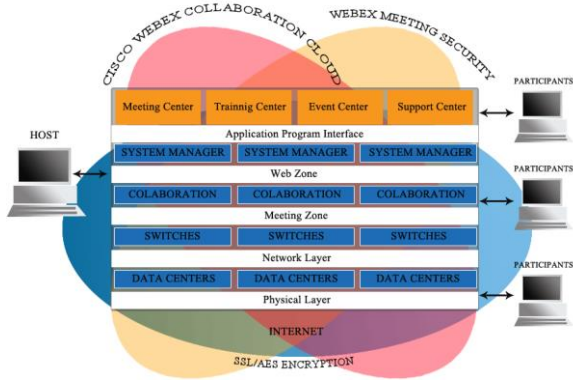 CISCO WEBEX COLLABORATION CLOUD
WEBEX MEETING SECURITY
Meeting Center
Trainnig Center
Event Center
Support Center
PARTICIPANTS
HOST
Application Program Interface
SYSTEM MANAGER
SYSTEM MANAGER
SYSTEM MANAGER
Web Zone
PARTICIPANTS
COLABORATION
COLABORATION
COLABORATION
Meeting Zone
SWITCHES
SWITCHES
SWITCHES
Network Layer
PARTICIPANTS
DATA CENTERS
DATA CENTERS
DATA CENTERS
Physical Layer
INTERNET
SSL/AES ENCRYPTION